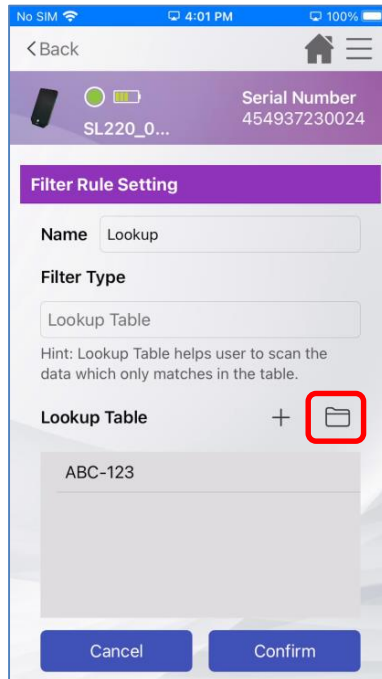 No SIM 4:01 PM 100%
Back
Serial Number
SL220_0... 454937230024
Filter Rule Setting
Name Lookup
Filter Type
Lookup Table
Hint: Lookup Table helps user to scan the
data which only matches in the table.
Lookup Table +
ABC-123
Cancel Confirm